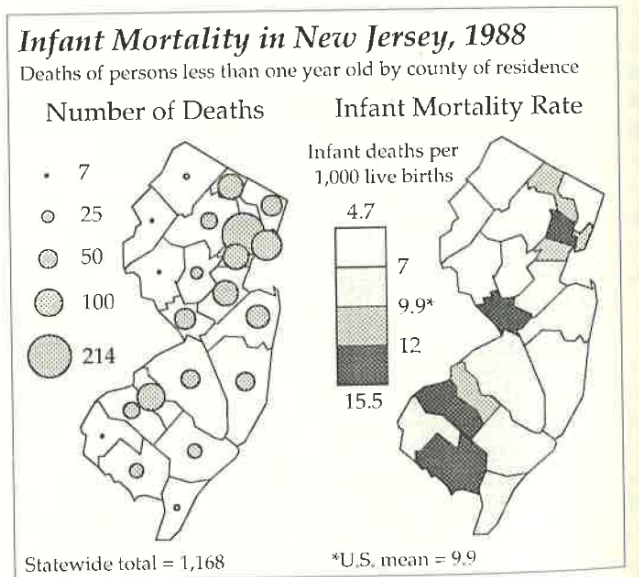 Infant Mortality in New Jersey, 1988
Deaths of persons less than one year old by county of residence
Number of Deaths
7
25
50
100
214
Statewide total = 1,168
Infant Mortality Rate
Infant deaths per
1,000 live births
4.7
7
9.9*
12
15.5
*U.S. mean = 9.9